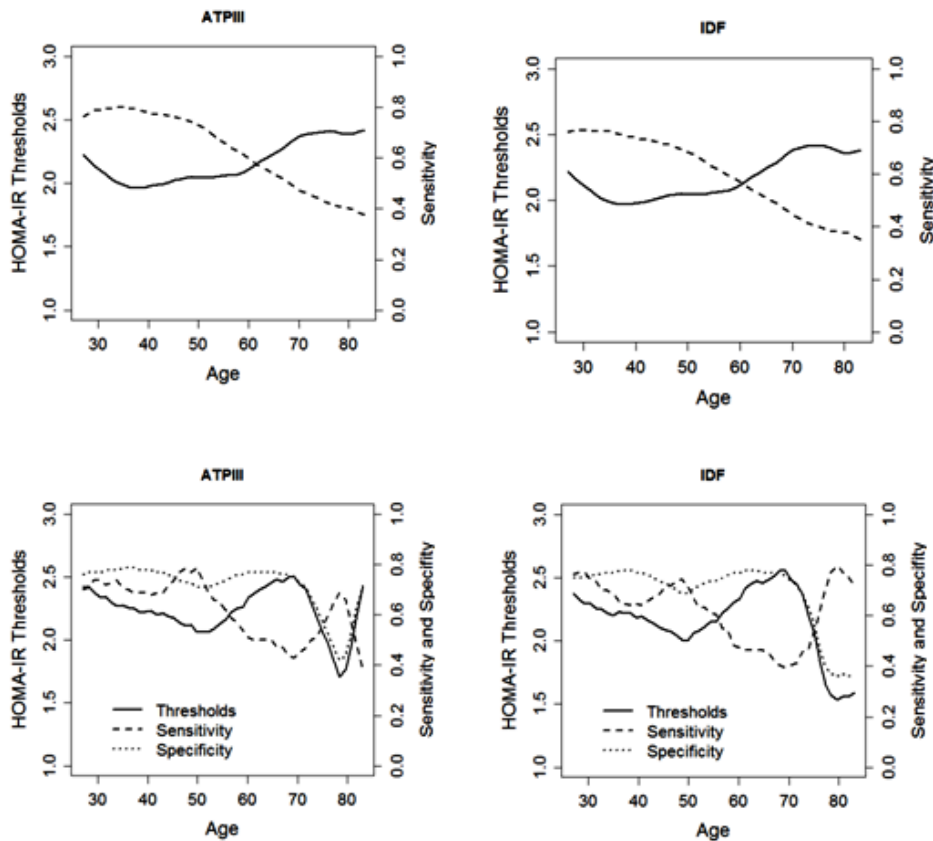 ATPIII
HOMA-IR Thresholds
1.0 1.5 2.0 2.5 3.0
0.0 0.2 0.4 0.6 0.8 1.0
Sensitivity
30 40 50 60 70 80
Age
IDF
HOMA-IR Thresholds
1.0 1.5 2.0 2.5 3.0
0.0 0.2 0.4 0.6 0.8 1.0
Sensitivity
30 40 50 60 70 80
Age
ATPIII
HOMA-IR Thresholds
1.0 1.5 2.0 2.5 3.0
Thresholds
Sensitivity
Specificity
0.0 0.2 0.4 0.6 0.8 1.0
Sensitivity and Specifity
30 40 50 60 70 80
Age
IDF
HOMA-IR Thresholds
1.0 1.5 2.0 2.5 3.0
Thresholds
Sensitivity
Specificity
0.0 0.2 0.4 0.6 0.8 1.0
Sensitivity and Specificity
30 40 50 60 70 80
Age